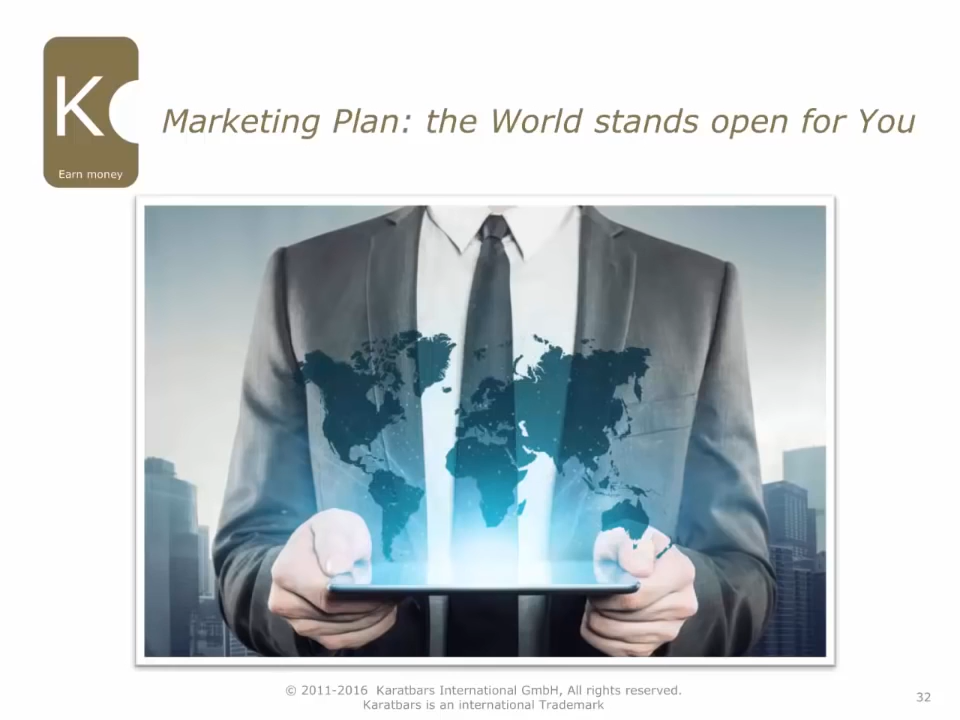 K
Earn money
Marketing Plan: the World stands open for You
© 2011-2016 Karatbars International GmbH, All rights reserved.
Karatbars is an international Trademark
32